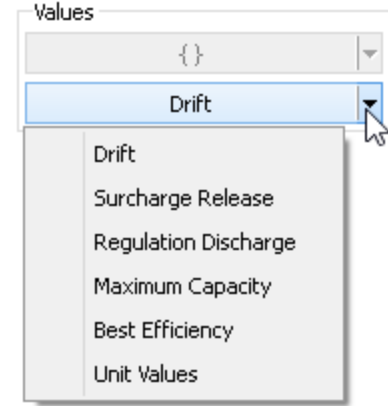 Values
{ }
Drift
Drift
Surcharge Release
Regulation Discharge
Maximum Capacity
Best Efficiency
Unit Values